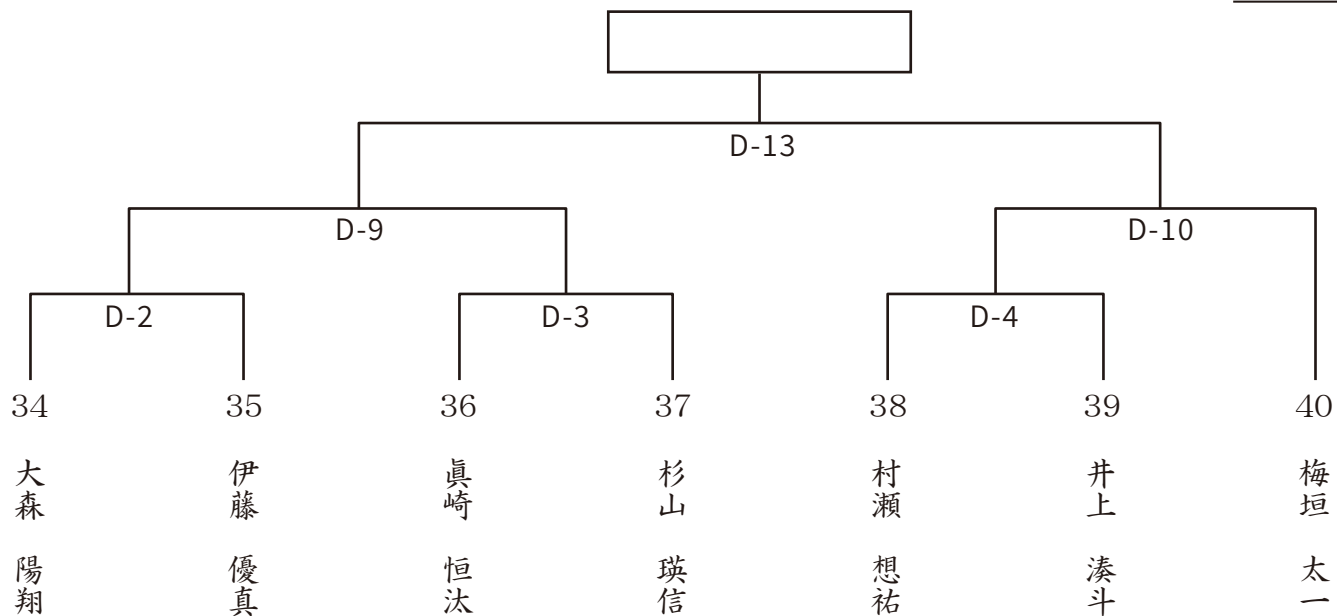 D-13
D-9
D-10
D-2
D-3
D-4
34
35
36
37
38
39
40
大森 陽翔
伊藤 優真
眞崎 恒汰
杉山 瑛信
村瀬 想祐
井上 湊斗
梅垣 太一